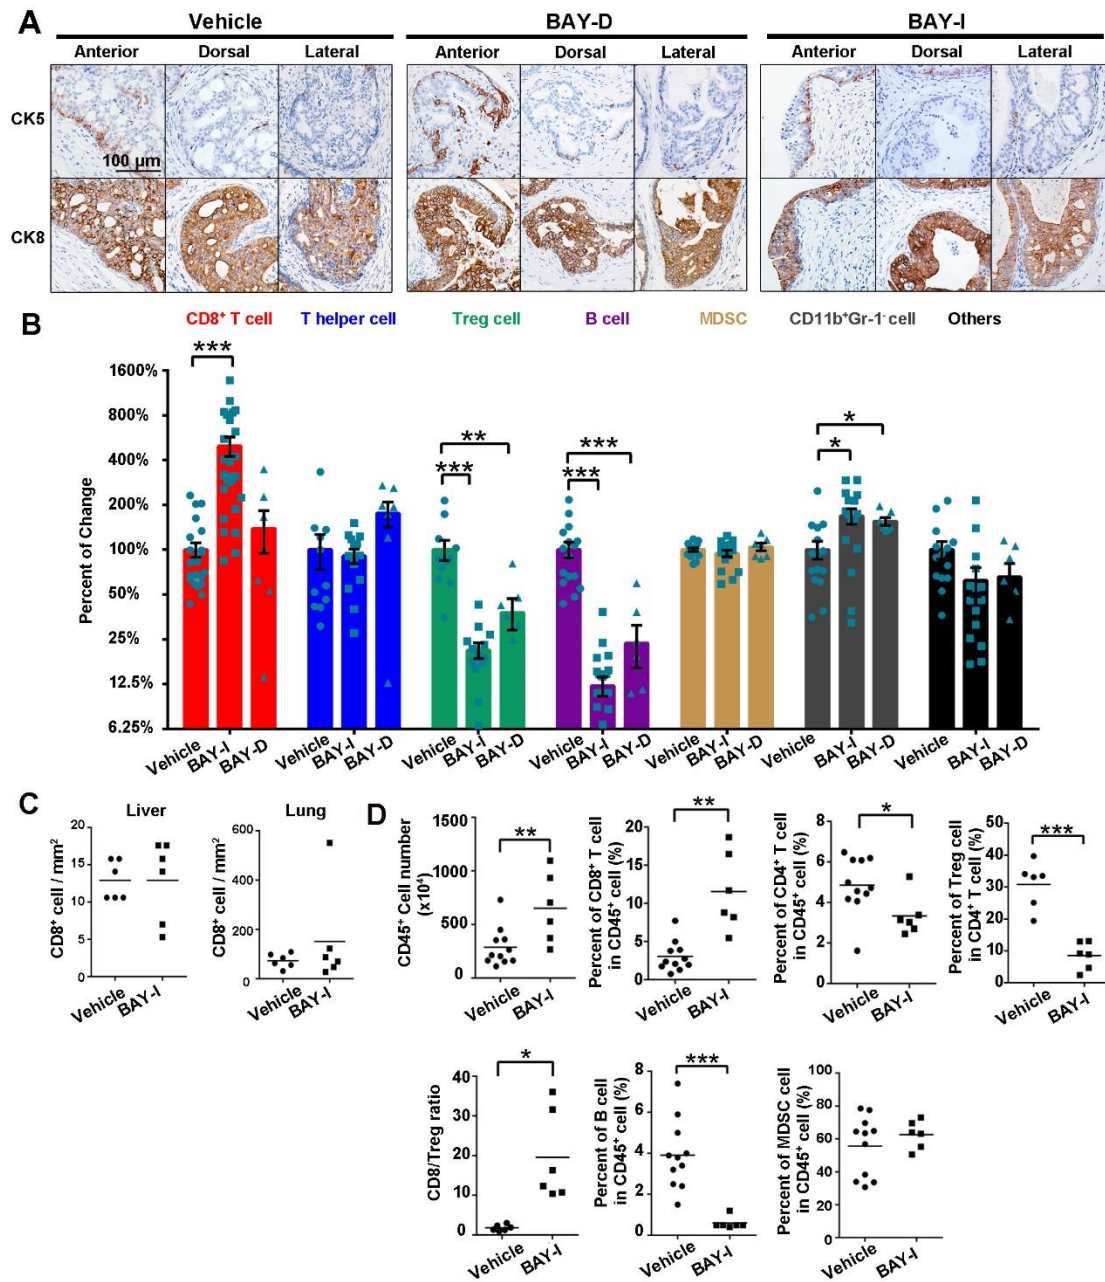 A
Vehicle BAY-D BAY-I
Anterior Dorsal Lateral Anterior Dorsal Lateral Anterior Dorsal Lateral
CK5
100 µm
CK8
CD8⁺ T cell T helper cell Treg cell B cell MDSC CD11b⁺Gr-1⁻ cell Others
B
Percent of Change
1600%
800%
400%
200%
100%
50%
25%
12.5%
6.25%
*** *** ** *** *** * *
Vehicle BAY-I BAY-D Vehicle BAY-I BAY-D Vehicle BAY-I BAY-D Vehicle BAY-I BAY-D Vehicle BAY-I BAY-D Vehicle BAY-I BAY-D Vehicle BAY-I BAY-D
C
Liver
CD8⁺ cell / mm²
20
15
10
5
0
Vehicle BAY-I
Lung
CD8⁺ cell / mm²
600
400
200
0
Vehicle BAY-I
D
CD45⁺ Cell number
(x10⁴)
1500
1000
500
0
**
Vehicle BAY-I
Percent of CD8⁺ T cell
in CD45⁺ cell (%)
20
15
10
5
0
**
Vehicle BAY-I
Percent of CD4⁺ T cell
in CD45⁺ cell (%)
8
6
4
2
0
*
Vehicle BAY-I
Percent of Treg cell
in CD4⁺ T cell (%)
50
40
30
20
10
0
***
Vehicle BAY-I
CD8/Treg ratio
40
30
20
10
0
*
Vehicle BAY-I
Percent of B cell
in CD45⁺ cell (%)
8
6
4
2
0
***
Vehicle BAY-I
Percent of MDSC cell
in CD45⁺ cell (%)
100
80
60
40
20
0
Vehicle BAY-I